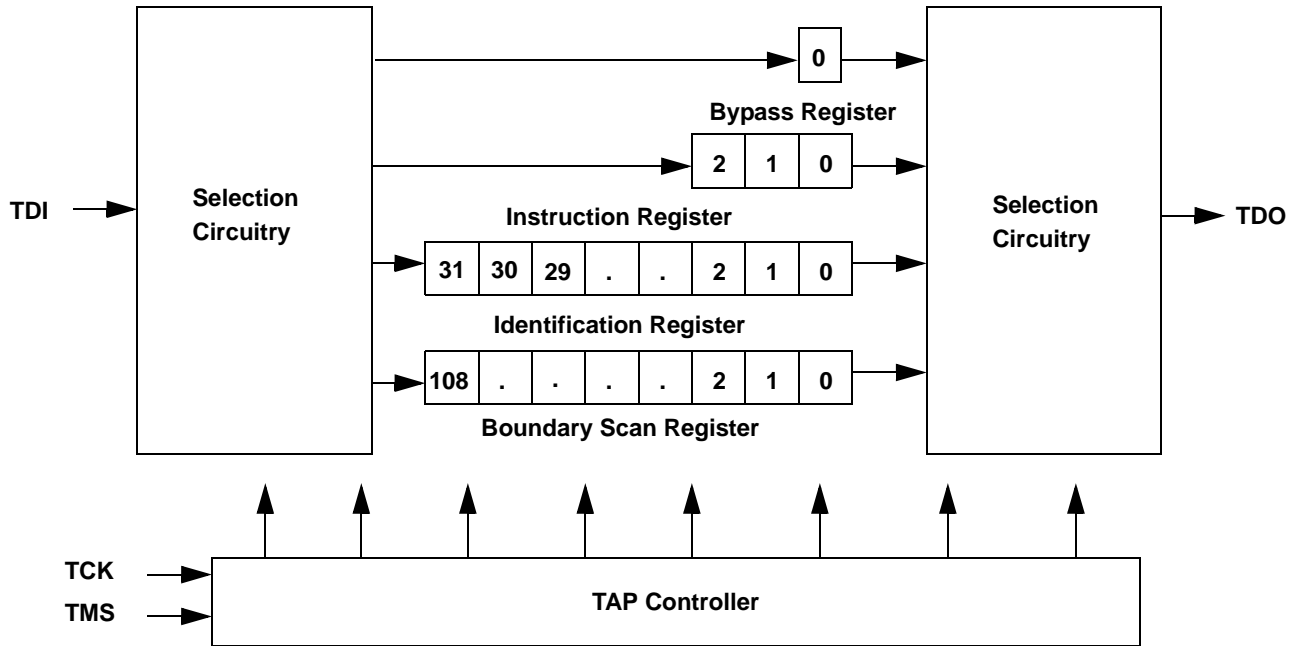 0
Bypass Register
2 1 0
Selection
Circuitry
Selection
Circuitry
TDI
TDO
Instruction Register
31 30 29 . . 2 1 0
Identification Register
108 . . . . 2 1 0
Boundary Scan Register
TCK
TMS
TAP Controller